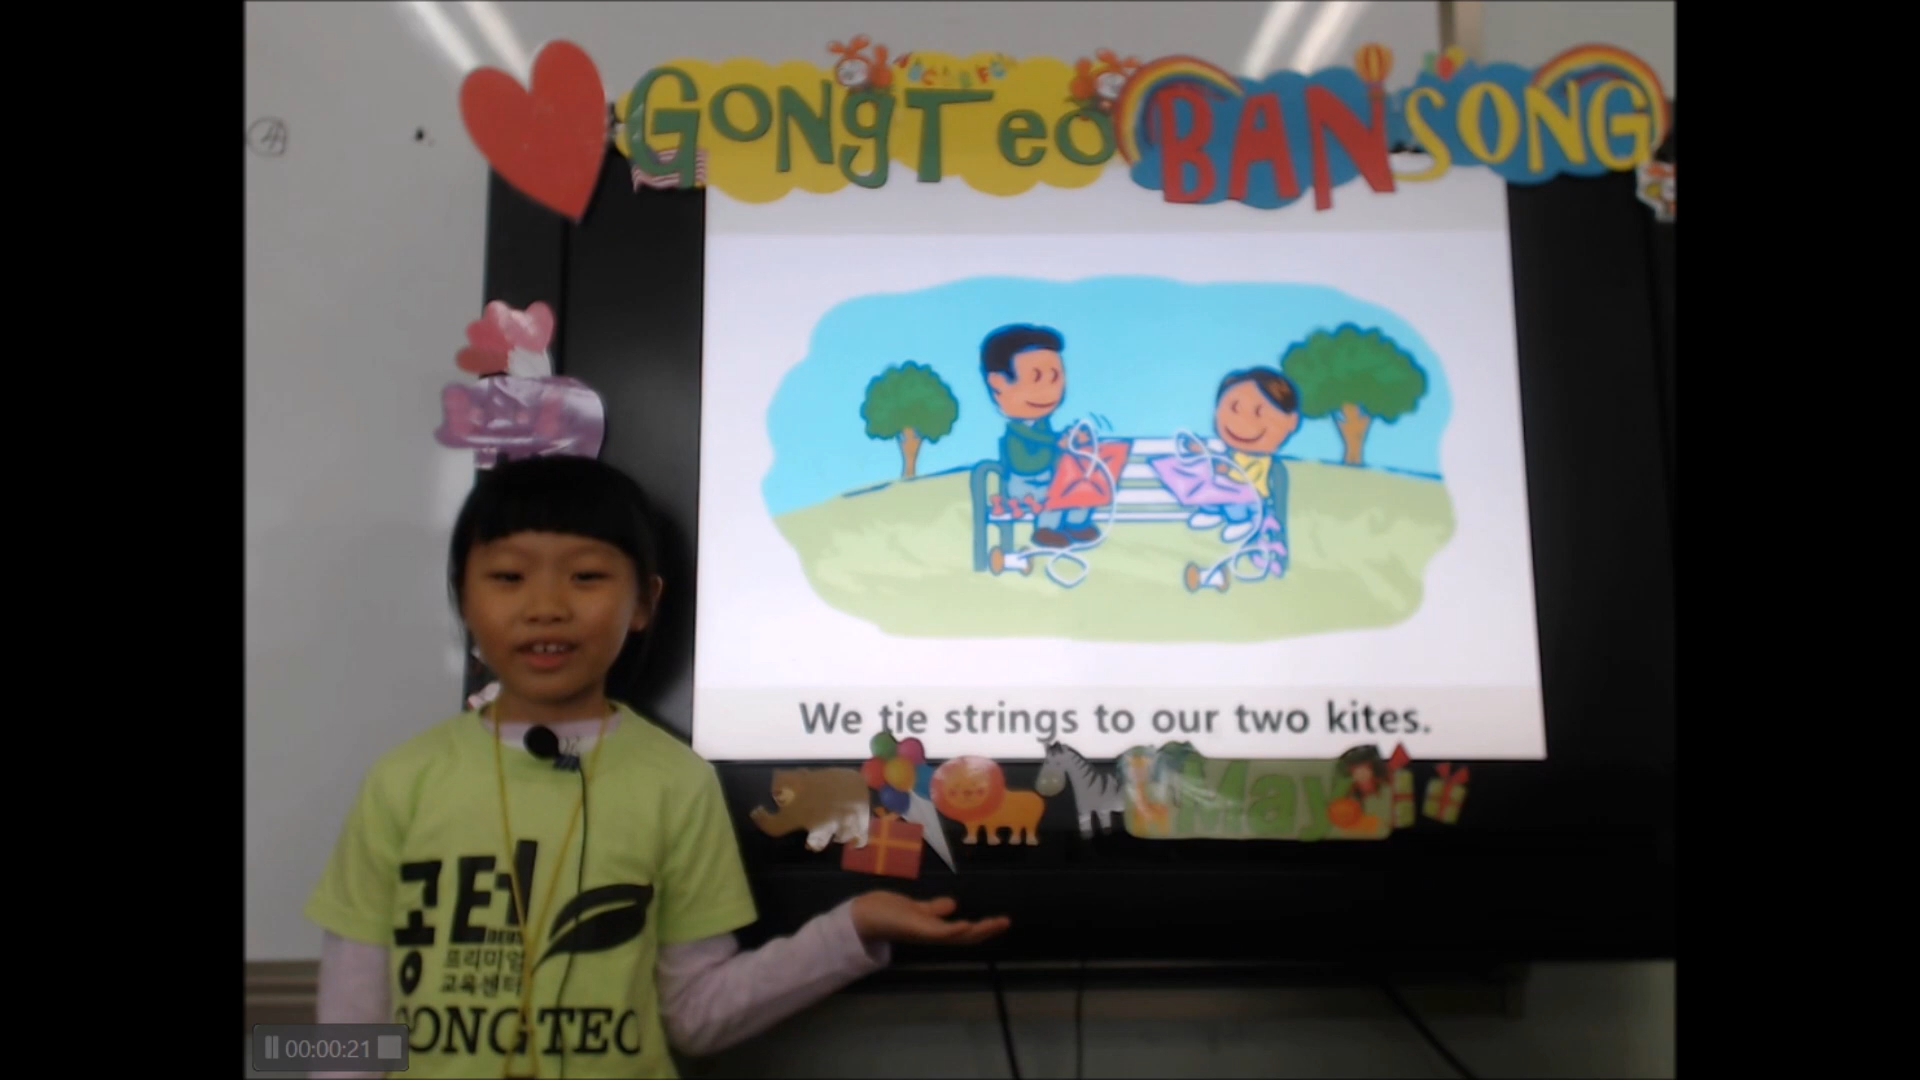 GONgTeo BANSONG
④
We tie strings to our two kites.
May
공터
프리미엄
교육센터
GONGTEO
00:00:21